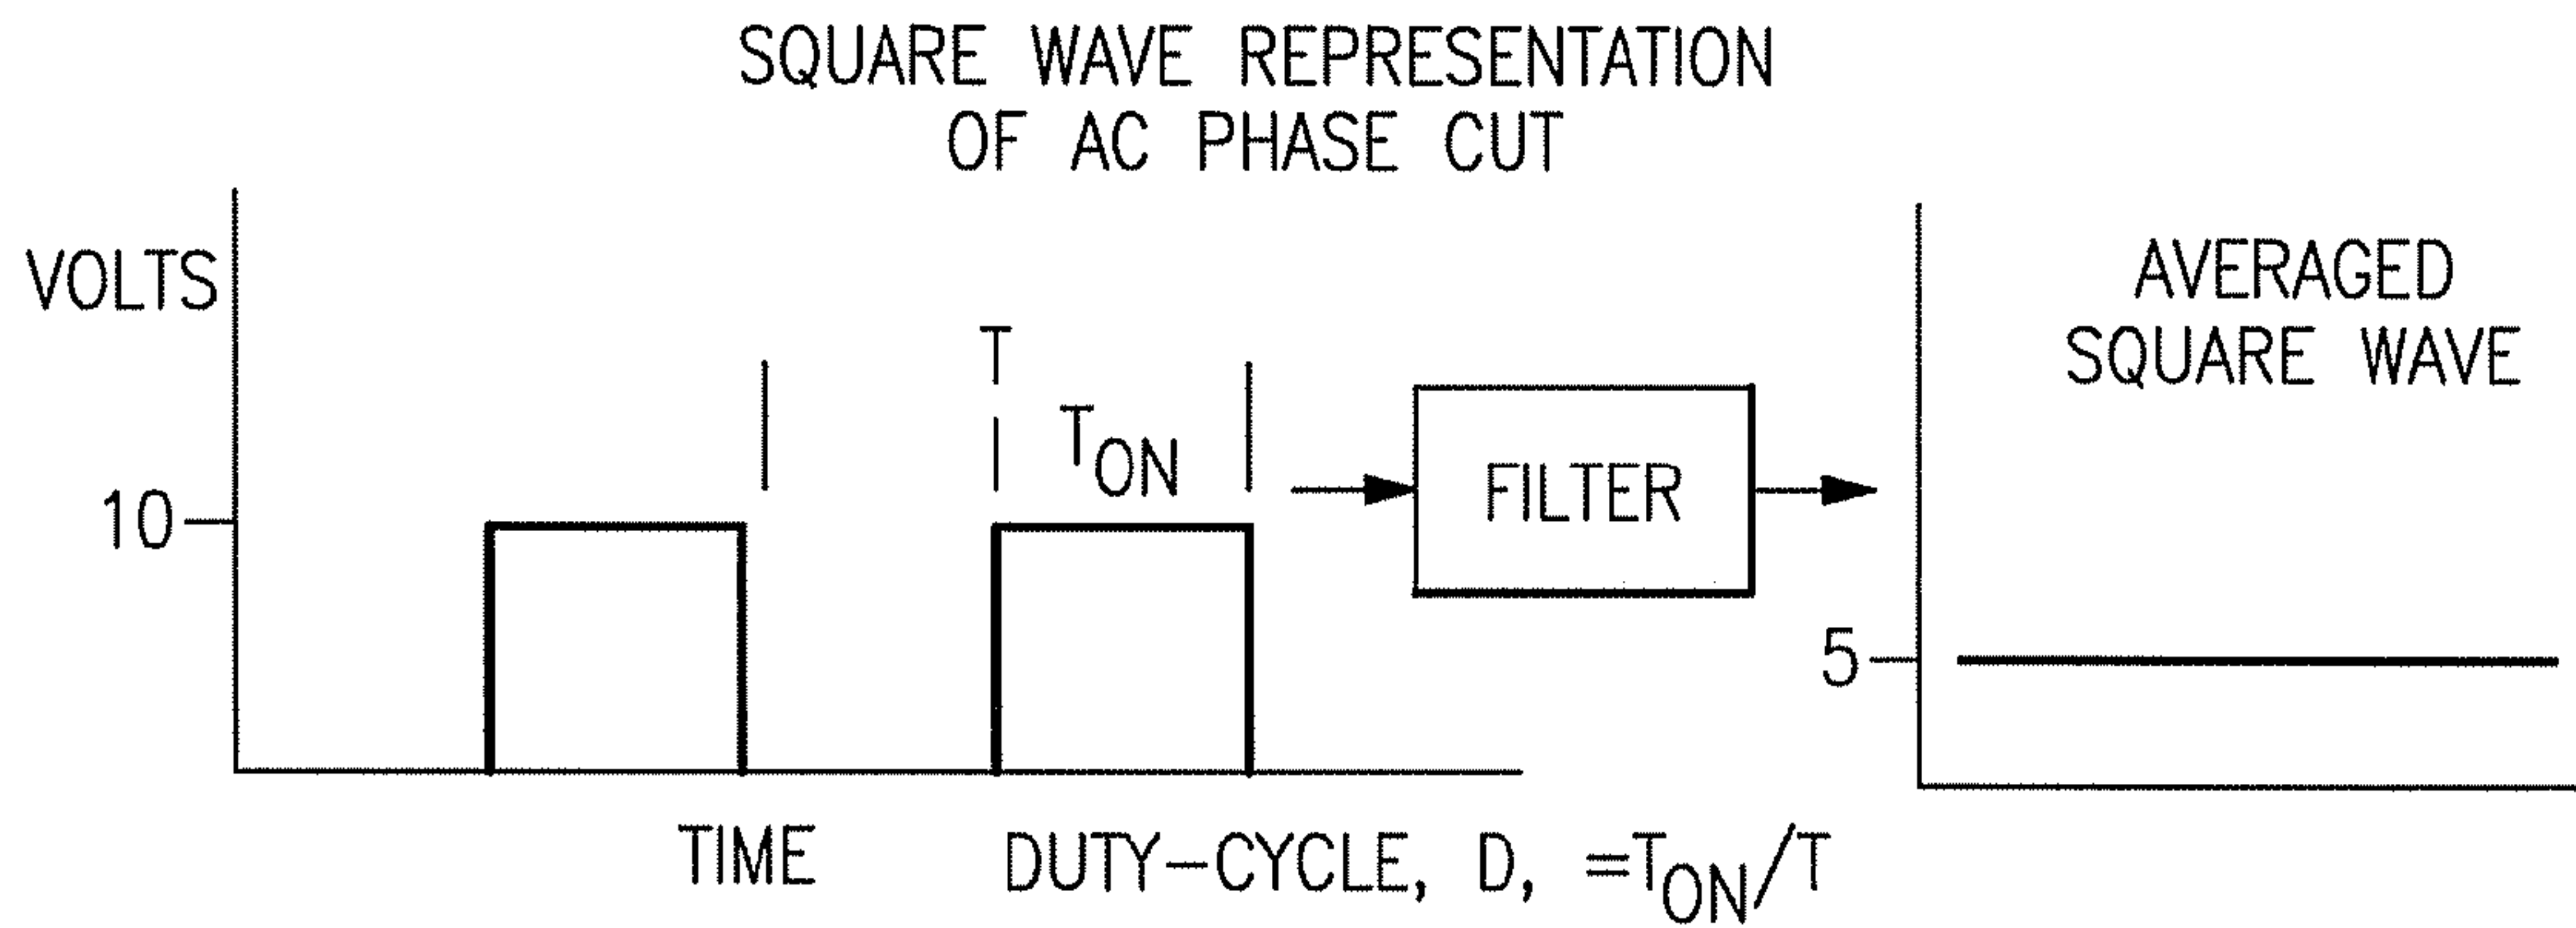 SQUARE WAVE REPRESENTATION
OF AC PHASE CUT
VOLTS
10
T
TON
FILTER
AVERAGED
SQUARE WAVE
5
TIME
DUTY-CYCLE, D, =TON/T